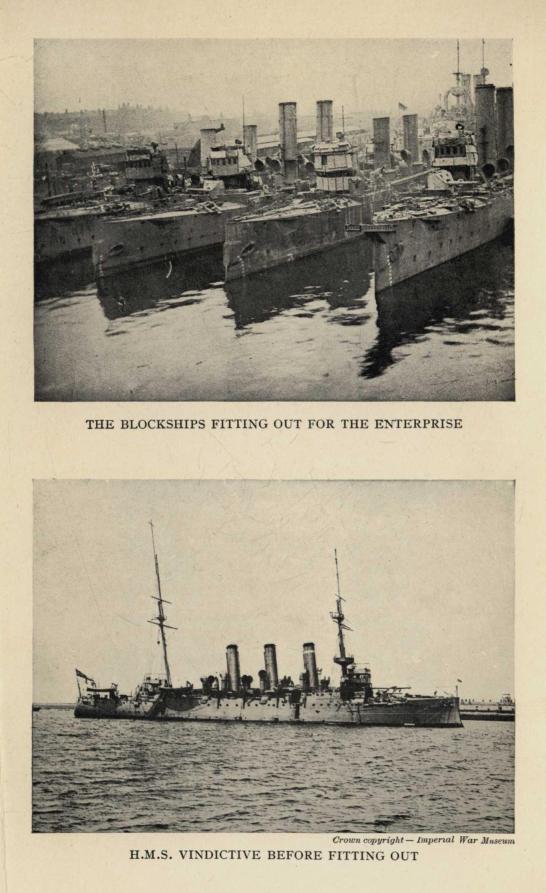 THE BLOCKSHIPS FITTING OUT FOR THE ENTERPRISE
Crown copyright — Imperial War Museum
H.M.S. VINDICTIVE BEFORE FITTING OUT